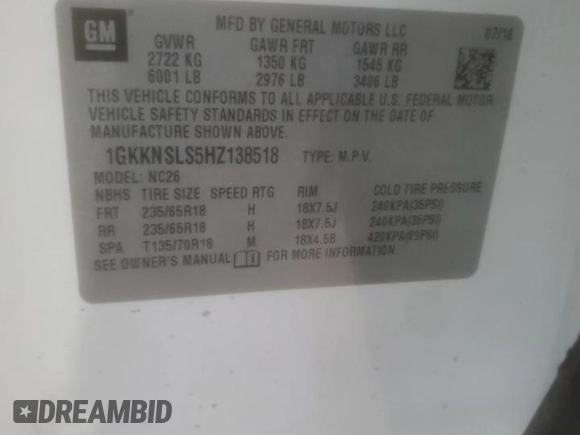 GM
MFD BY GENERAL MOTORS LLC 07/16
GVWR GAWR FRT GAWR RR
2722 KG 1350 KG 1545 KG
6001 LB 2976 LB 3406 LB
THIS VEHICLE CONFORMS TO ALL APPLICABLE U.S. FEDERAL MOTOR
VEHICLE SAFETY STANDARDS IN EFFECT ON THE DATE OF
MANUFACTURE SHOWN ABOVE.
1GKKNSLS5HZ138518 TYPE: M.P.V.
MODEL: NC26
NBHS TIRE SIZE SPEED RTG RIM COLD TIRE PRESSURE
FRT 235/65R18 H 18X7.5J 240KPA(35PSI)
RR 235/65R18 H 18X7.5J 240KPA(35PSI)
SPA T135/70R18 M 18X4.5B 420KPA(60PSI)
SEE OWNER'S MANUAL FOR MORE INFORMATION.
DREAMBID